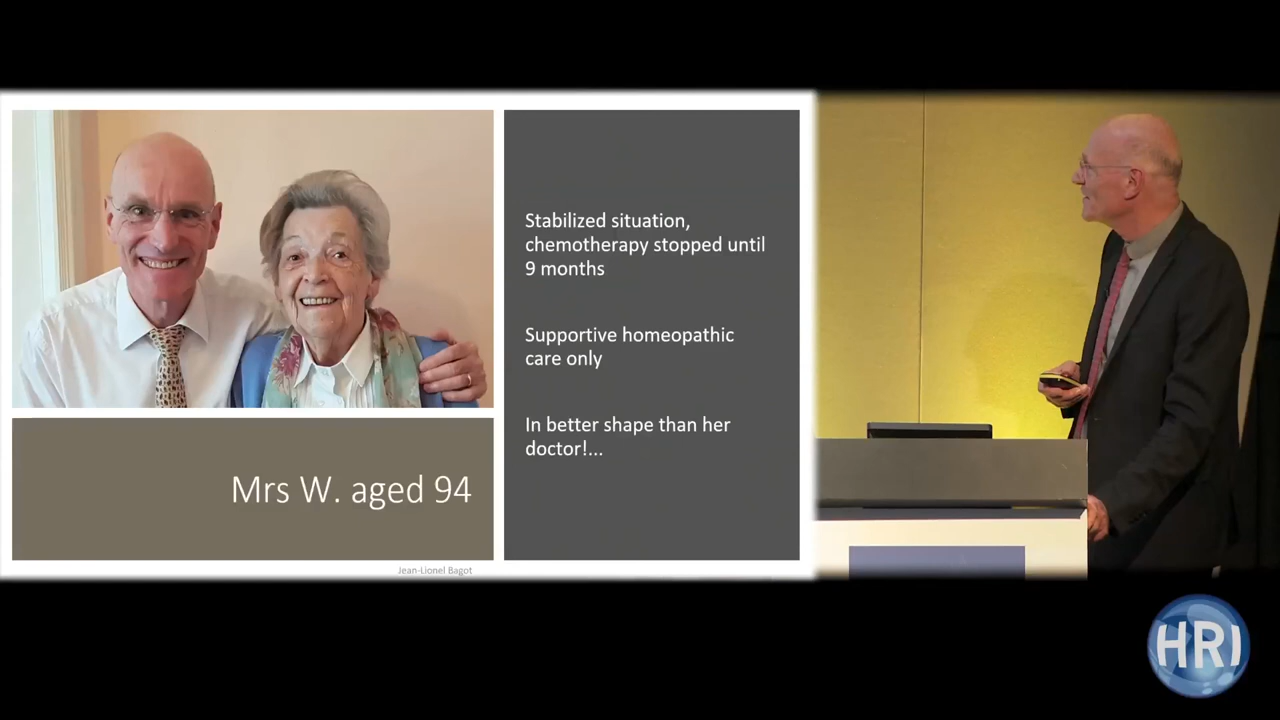 Stabilized situation,
chemotherapy stopped until
9 months
Supportive homeopathic
care only
In better shape than her
doctor!...
Mrs W. aged 94
Jean-Lionel Bagot
HRI